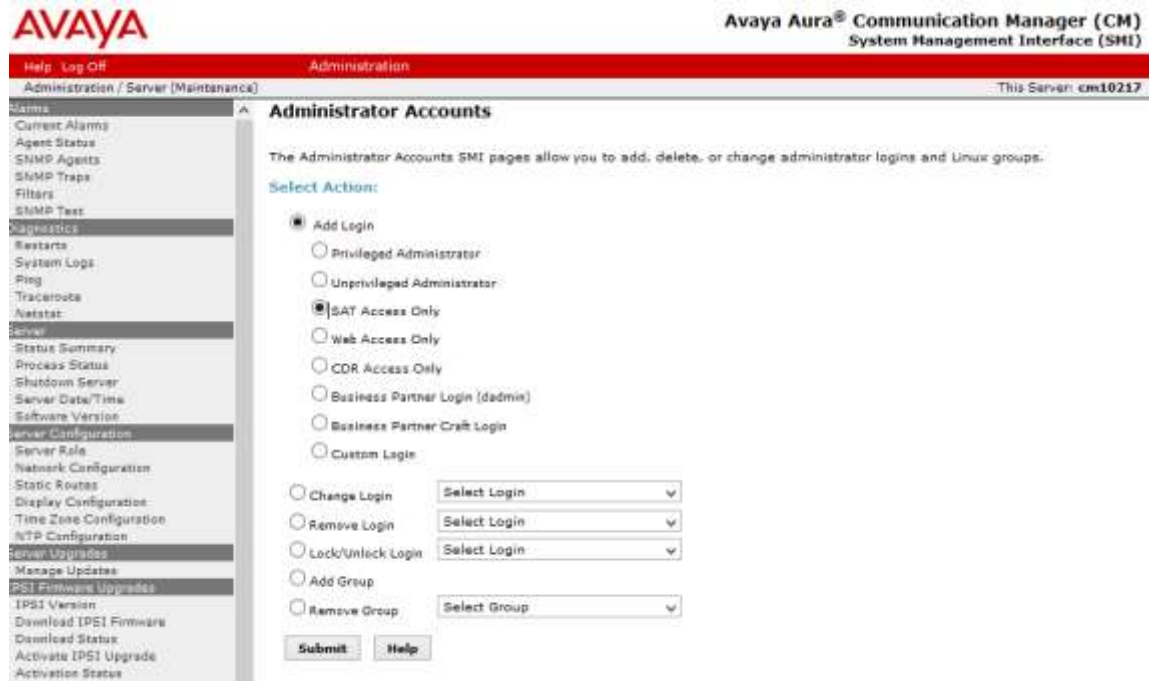 AVAYA
Avaya Aura® Communication Manager (CM)
System Management Interface (SMI)
Help Log Off
Administration
Administration / Server (Maintenance)
This Server: cm10217
Alarms
Current Alarms
Agent Status
SNMP Agents
SNMP Traps
Filters
SNMP Test
Diagnostics
Restarts
System Logs
Ping
Traceroute
Netstat
Server
Status Summary
Process Status
Shutdown Server
Server Date/Time
Software Version
Server Configuration
Server Role
Network Configuration
Static Routes
Display Configuration
Time Zone Configuration
NTP Configuration
Server Upgrades
Manage Updates
IPSI Firmware Upgrades
IPSI Version
Download IPSI Firmware
Download Status
Activate IPSI Upgrade
Activation Status
Administrator Accounts
The Administrator Accounts SMI pages allow you to add, delete, or change administrator logins and Linux groups.
Select Action:
Add Login
Privileged Administrator
Unprivileged Administrator
SAT Access Only
Web Access Only
CDR Access Only
Business Partner Login (dadmin)
Business Partner Craft Login
Custom Login
Change Login Select Login
Remove Login Select Login
Lock/Unlock Login Select Login
Add Group
Remove Group Select Group
Submit Help